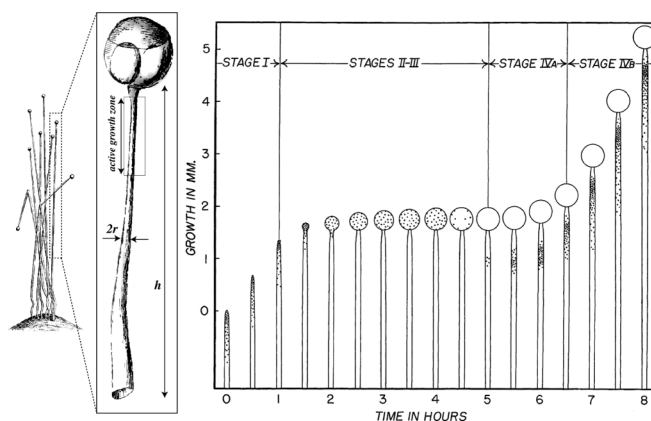 active growth zone
2r
h
GROWTH IN MM.
5
4
3
2
1
0
STAGE I
STAGES II-III
STAGE IVA
STAGE IVB
0 1 2 3 4 5 6 7 8
TIME IN HOURS